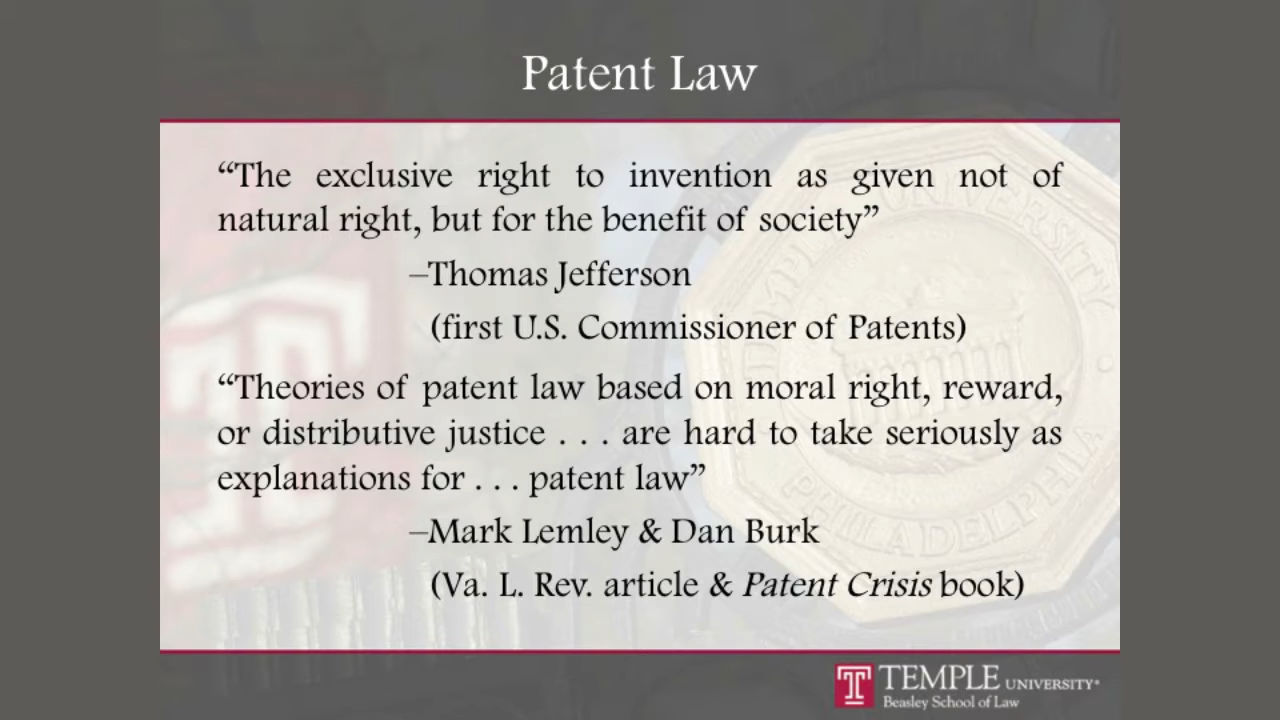 Patent Law
“The exclusive right to invention as given not of
natural right, but for the benefit of society”
–Thomas Jefferson
(first U.S. Commissioner of Patents)
“Theories of patent law based on moral right, reward,
or distributive justice . . . are hard to take seriously as
explanations for . . . patent law”
–Mark Lemley & Dan Burk
(Va. L. Rev. article & Patent Crisis book)
TEMPLE UNIVERSITY®
Beasley School of Law
TEMPLE UNIVERSITY
PHILADELPHIA